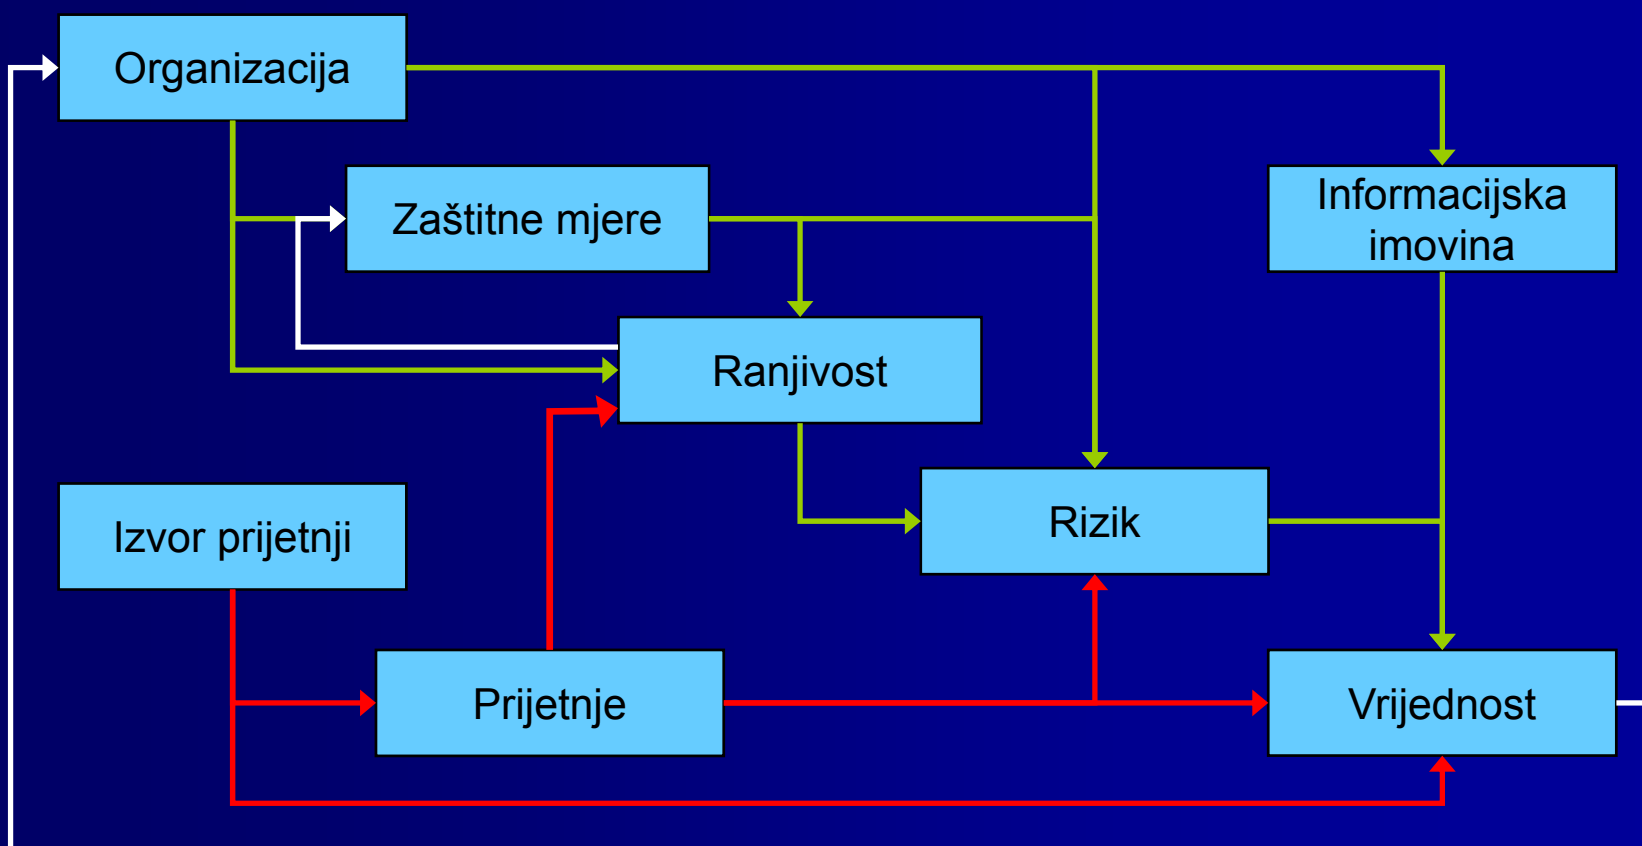 Organizacija
Zaštitne mjere
Informacijska
imovina
Ranjivost
Rizik
Izvor prijetnji
Prijetnje
Vrijednost